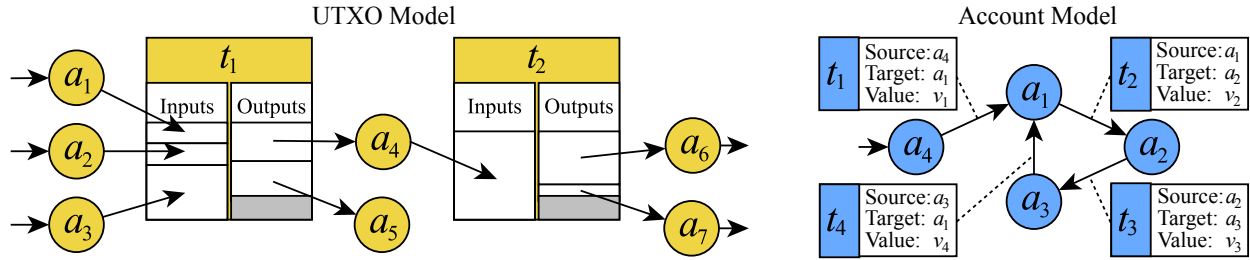 UTXO Model
a1
a2
a3
t1
Inputs
Outputs
a4
a5
t2
Inputs
Outputs
a6
a7
Account Model
t1
Source: a4
Target: a1
Value: v1
t2
Source: a1
Target: a2
Value: v2
a1
a4
a2
a3
t4
Source: a3
Target: a1
Value: v4
t3
Source: a2
Target: a3
Value: v3